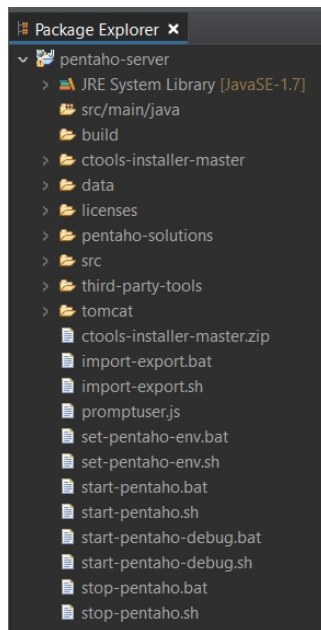 Package Explorer
pentaho-server
JRE System Library [JavaSE-1.7]
src/main/java
build
ctools-installer-master
data
licenses
pentaho-solutions
src
third-party-tools
tomcat
ctools-installer-master.zip
import-export.bat
import-export.sh
promptuser.js
set-pentaho-env.bat
set-pentaho-env.sh
start-pentaho.bat
start-pentaho.sh
start-pentaho-debug.bat
start-pentaho-debug.sh
stop-pentaho.bat
stop-pentaho.sh